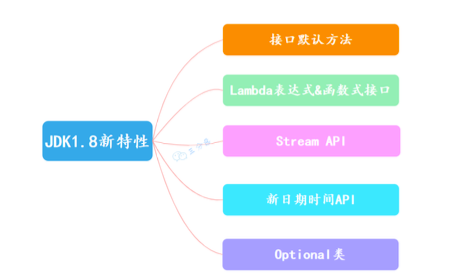 接口默认方法
Lambda表达式&函数式接口
JDK1.8新特性
Stream API
新日期时间API
Optional类